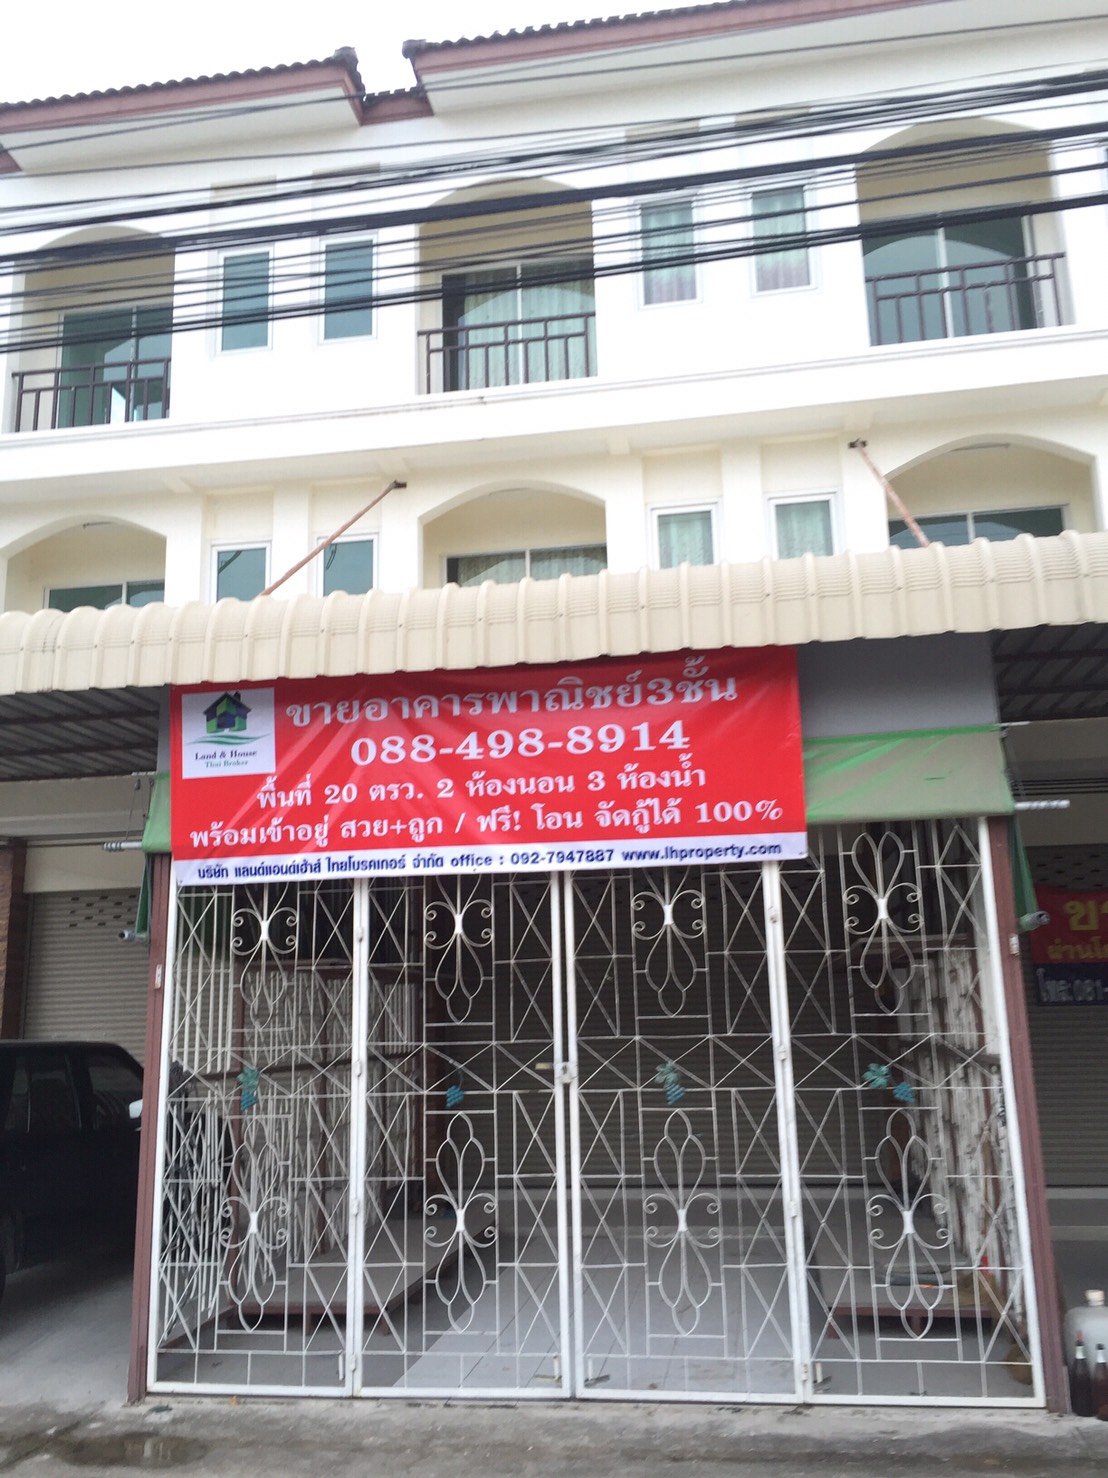 ขายอาคารพาณิชย์3ชั้น
088-498-8914
Land & House
Thai Broker
พื้นที่ 20 ตรว. 2 ห้องนอน 3 ห้องน้ำ
พร้อมเข้าอยู่ สวย+ถูก / ฟรี! โอน จัดกู้ได้ 100%
บริษัท แลนด์แอนด์เฮ้าส์ ไทยโบรคเกอร์ จำกัด office : 092-7947887 www.lhproperty.com
โทร.081-